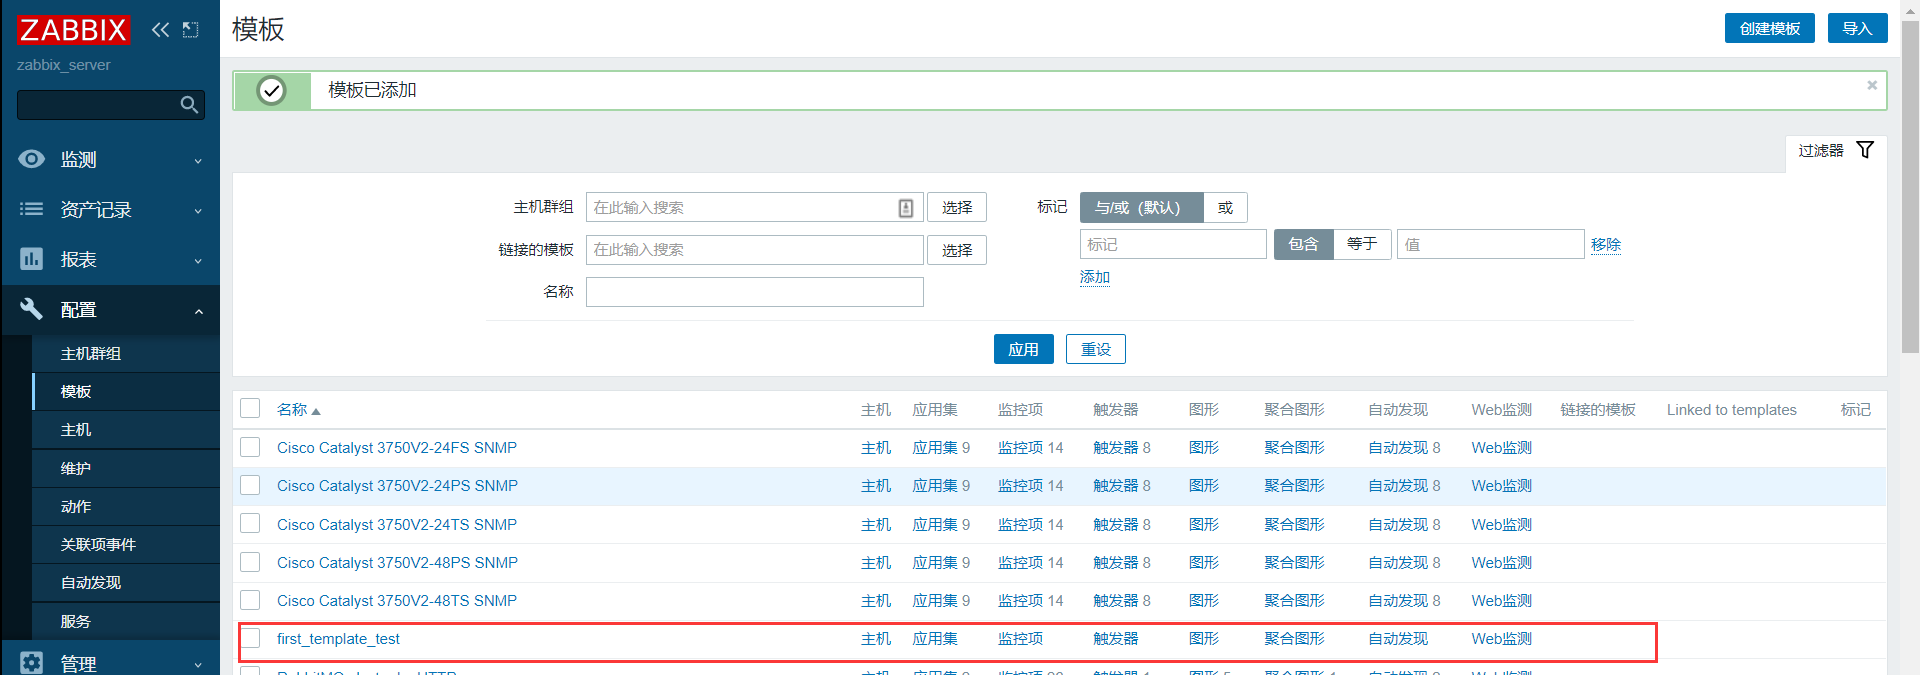 ZABBIX
zabbix_server
监测
资产记录
报表
配置
主机群组
模板
主机
维护
动作
关联项事件
自动发现
服务
管理
模板 创建模板 导入
模板已添加
过滤器
主机群组 在此输入搜索 选择 标记 与/或（默认） 或
链接的模板 在此输入搜索 选择 标记 包含 等于 值 移除
名称 添加
应用 重设
名称 主机 应用集 监控项 触发器 图形 聚合图形 自动发现 Web监测 链接的模板 Linked to templates 标记
Cisco Catalyst 3750V2-24FS SNMP 主机 应用集 9 监控项 14 触发器 8 图形 聚合图形 自动发现 8 Web监测
Cisco Catalyst 3750V2-24PS SNMP 主机 应用集 9 监控项 14 触发器 8 图形 聚合图形 自动发现 8 Web监测
Cisco Catalyst 3750V2-24TS SNMP 主机 应用集 9 监控项 14 触发器 8 图形 聚合图形 自动发现 8 Web监测
Cisco Catalyst 3750V2-48PS SNMP 主机 应用集 9 监控项 14 触发器 8 图形 聚合图形 自动发现 8 Web监测
Cisco Catalyst 3750V2-48TS SNMP 主机 应用集 9 监控项 14 触发器 8 图形 聚合图形 自动发现 8 Web监测
first_template_test 主机 应用集 监控项 触发器 图形 聚合图形 自动发现 Web监测